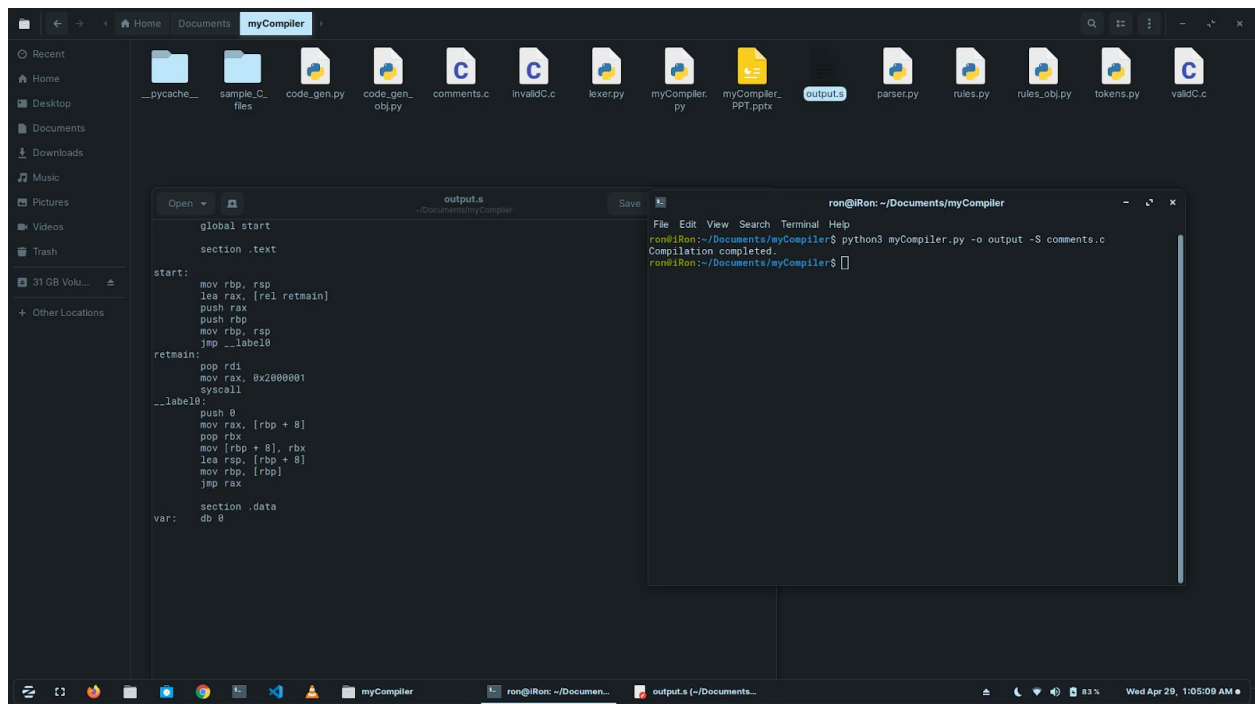 Home Documents myCompiler
Recent
Home
Desktop
Documents
Downloads
Music
Pictures
Videos
Trash
31 GB Volu...
+ Other Locations
__pycache__
sample_C_
files
code_gen.py
code_gen_
obj.py
comments.c
invalidC.c
lexer.py
myCompiler.
py
myCompiler_
PPT.pptx
output.s
parser.py
rules.py
rules_obj.py
tokens.py
validC.c
Open
output.s
~/Documents/myCompiler
Save
global start
section .text
start:
mov rbp, rsp
lea rax, [rel retmain]
push rax
push rbp
mov rbp, rsp
jmp __label0
retmain:
pop rdi
mov rax, 0x2000001
syscall
__label0:
push 0
mov rax, [rbp + 8]
pop rbx
mov [rbp + 8], rbx
lea rsp, [rbp + 8]
mov rbp, [rbp]
jmp rax
section .data
var: db 0
ron@iRon: ~/Documents/myCompiler
File Edit View Search Terminal Help
ron@iRon:~/Documents/myCompiler$ python3 myCompiler.py -o output -S comments.c
Compilation completed.
ron@iRon:~/Documents/myCompiler$
myCompiler
ron@iRon: ~/Documen...
output.s (~/Documents...
83 %
Wed Apr 29, 1:05:09 AM